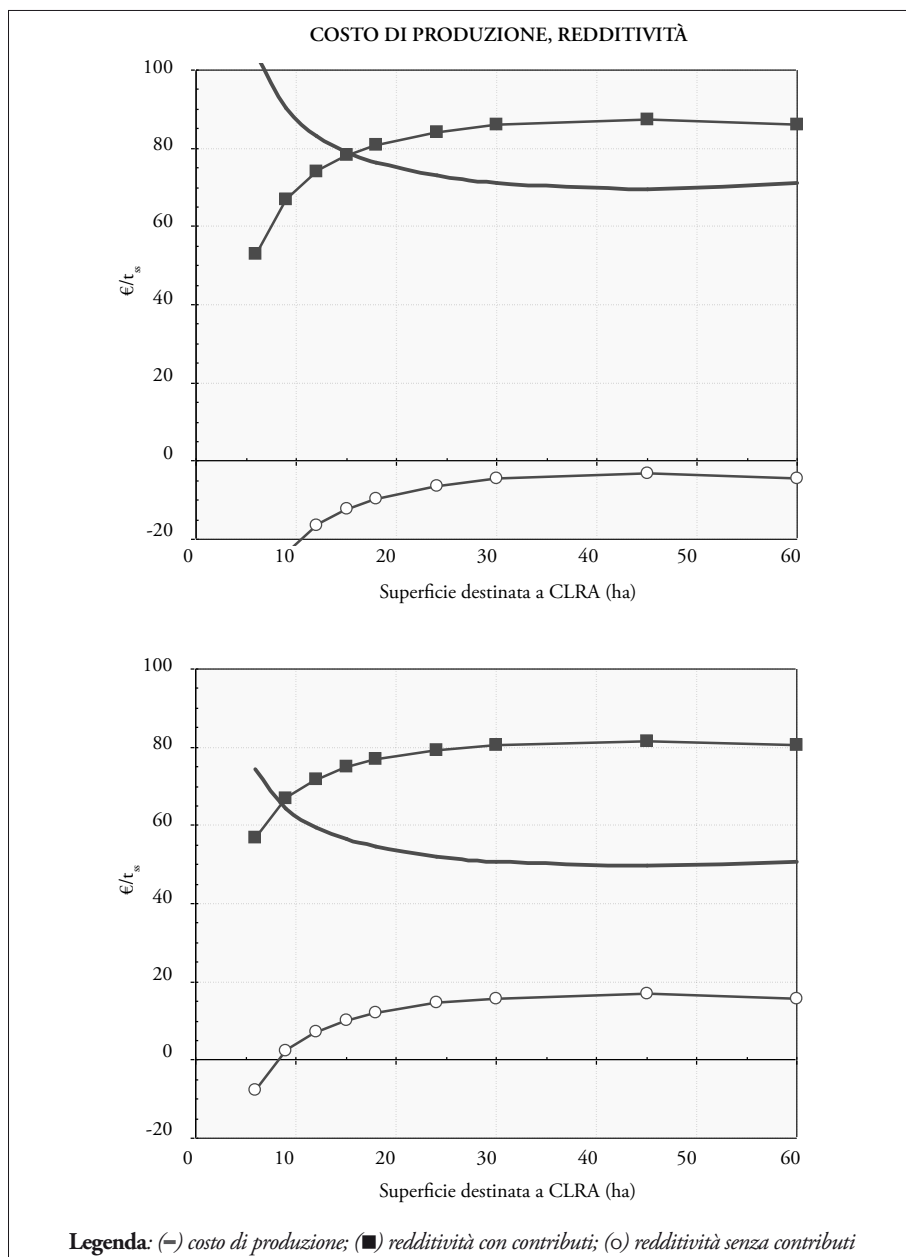 COSTO DI PRODUZIONE, REDDITIVITÀ
100
80
60
40
20
0
-20
€/t ss
0 10 20 30 40 50 60
Superficie destinata a CLRA (ha)
100
80
60
40
20
0
-20
€/t ss
0 10 20 30 40 50 60
Superficie destinata a CLRA (ha)
Legenda: (–) costo di produzione; (■) redditività con contributi; (○) redditività senza contributi